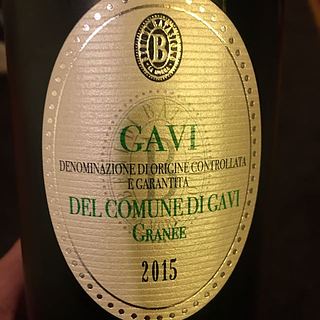 B
GAVI
DENOMINAZIONE DI ORIGINE CONTROLLATA
E GARANTITA
DEL COMUNE DI GAVI
GRANÉE
2015